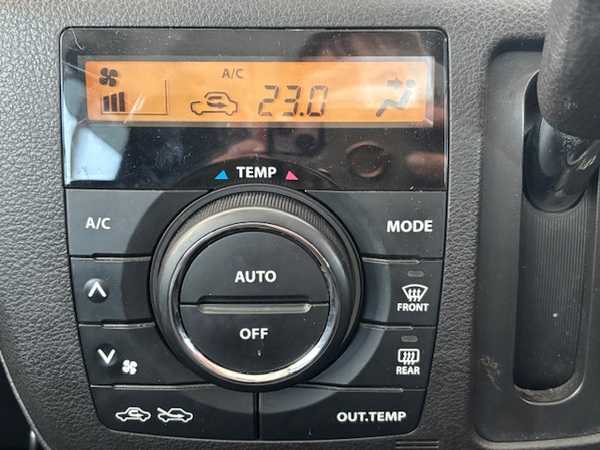 A/C
23.0
TEMP
A/C
MODE
AUTO
OFF
FRONT
REAR
OUT.TEMP